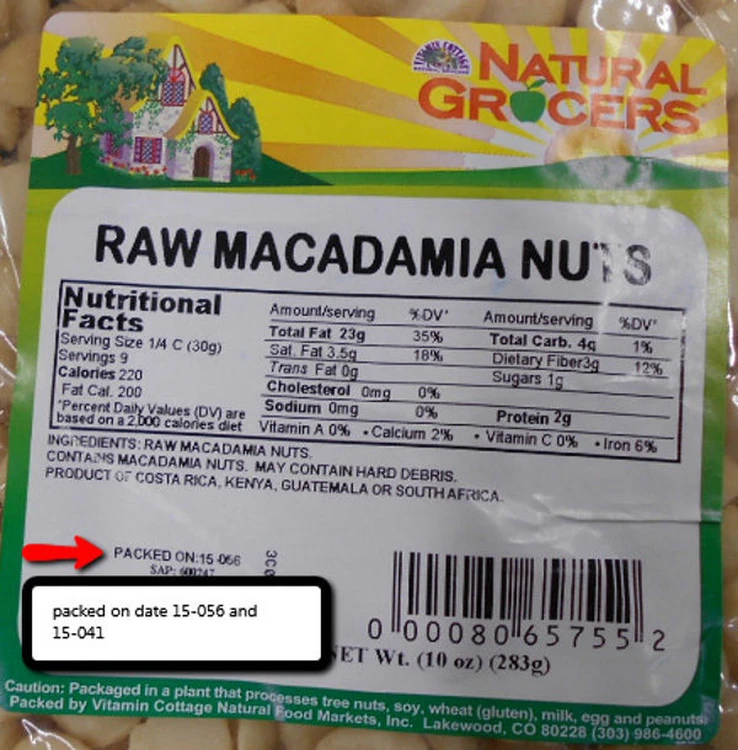 VITAMIN COTTAGE
NATURAL
GROCERS
RAW MACADAMIA NUTS
Nutritional
Facts
Serving Size 1/4 C (30g)
Servings 9
Calories 220
Fat Cal. 200
*Percent Daily Values (DV) are
based on a 2,000 calories diet
Amount/serving %DV*
Total Fat 23g 35%
Sat. Fat 3.5g 18%
Trans Fat 0g
Cholesterol 0mg 0%
Sodium 0mg 0%
Amount/serving %DV*
Total Carb. 4g 1%
Dietary Fiber3g 12%
Sugars 1g
Protein 2g
Vitamin A 0% • Calcium 2% • Vitamin C 0% • Iron 6%
INGREDIENTS: RAW MACADAMIA NUTS.
CONTAINS MACADAMIA NUTS. MAY CONTAIN HARD DEBRIS.
PRODUCT OF COSTA RICA, KENYA, GUATEMALA OR SOUTH AFRICA.
PACKED ON:15-056
SAP: 600747
packed on date 15-056 and
15-041
0 00080 65755 2
NET Wt. (10 oz) (283g)
Caution: Packaged in a plant that processes tree nuts, soy, wheat (gluten), milk, egg and peanuts.
Packed by Vitamin Cottage Natural Food Markets, Inc. Lakewood, CO 80228 (303) 986-4600